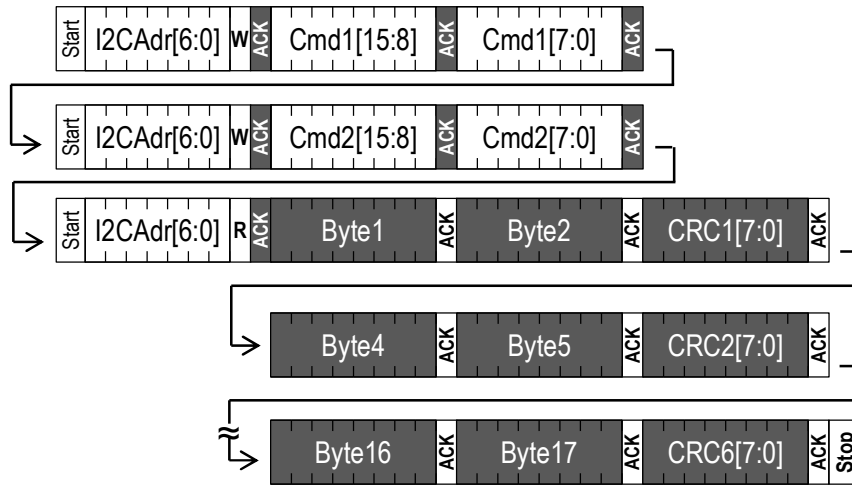 Start I2CAdr[6:0] W ACK Cmd1[15:8] ACK Cmd1[7:0] ACK
Start I2CAdr[6:0] W ACK Cmd2[15:8] ACK Cmd2[7:0] ACK
Start I2CAdr[6:0] R ACK Byte1 ACK Byte2 ACK CRC1[7:0] ACK
Byte4 ACK Byte5 ACK CRC2[7:0] ACK
≈ Byte16 ACK Byte17 ACK CRC6[7:0] ACK Stop